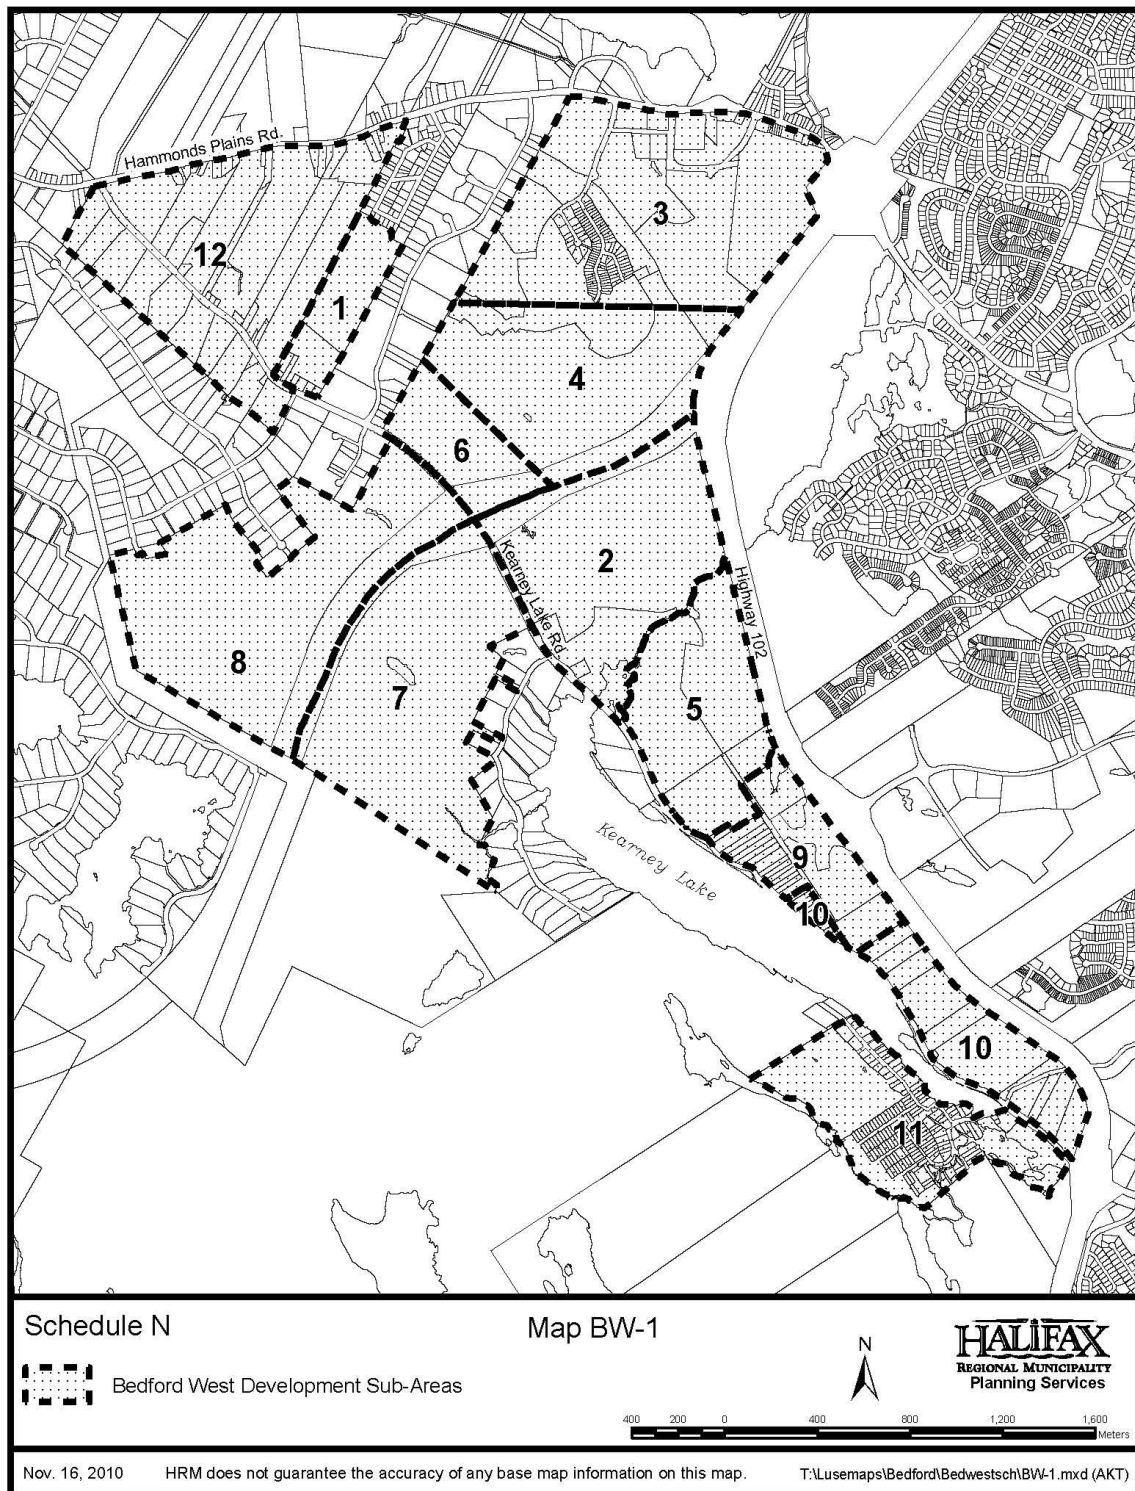 Hammonds Plains Rd.
3
12
1
4
6
2
Kearney Lake Rd.
Highway 102
8
7
5
Kearney Lake
9
10
10
11
Schedule N
Map BW-1
N
HALIFAX
REGIONAL MUNICIPALITY
Planning Services
Bedford West Development Sub-Areas
400 200 0 400 800 1,200 1,600
Meters
Nov. 16, 2010 HRM does not guarantee the accuracy of any base map information on this map. T:\Lusemaps\Bedford\Bedwestsch\BW-1.mxd (AKT)